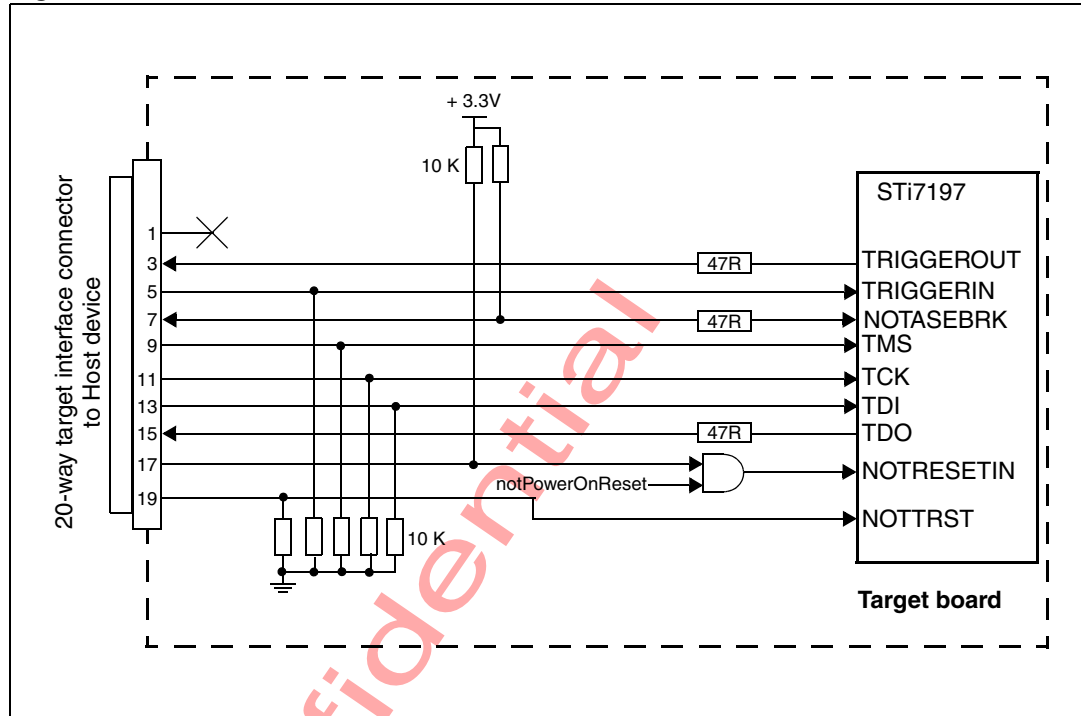 + 3.3V
10 K
20-way target interface connector
to Host device
STi7197
1
3
47R
TRIGGEROUT
5
TRIGGERIN
7
47R
NOTASEBRK
9
TMS
11
TCK
13
TDI
15
47R
TDO
17
notPowerOnReset
NOTRESETIN
19
NOTTRST
10 K
Target board
fidential